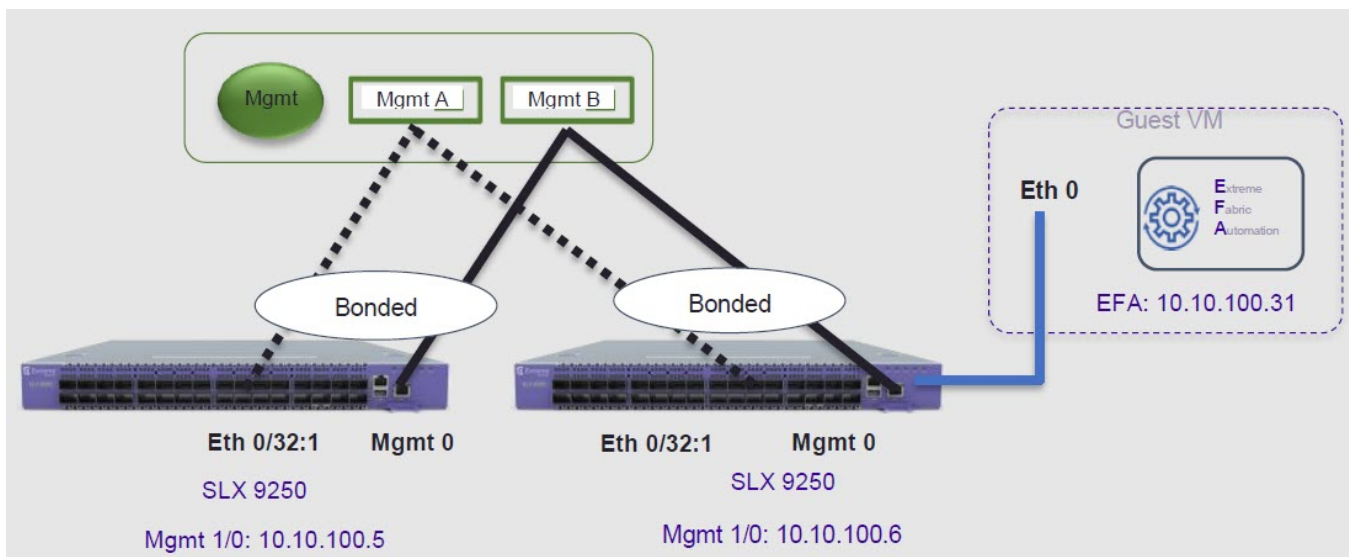 Mgmt
Mgmt A
Mgmt B
Guest VM
Eth 0
Extreme
Fabric
Automation
EFA: 10.10.100.31
Bonded
Bonded
Eth 0/32:1
Mgmt 0
Eth 0/32:1
Mgmt 0
SLX 9250
SLX 9250
Mgmt 1/0: 10.10.100.5
Mgmt 1/0: 10.10.100.6